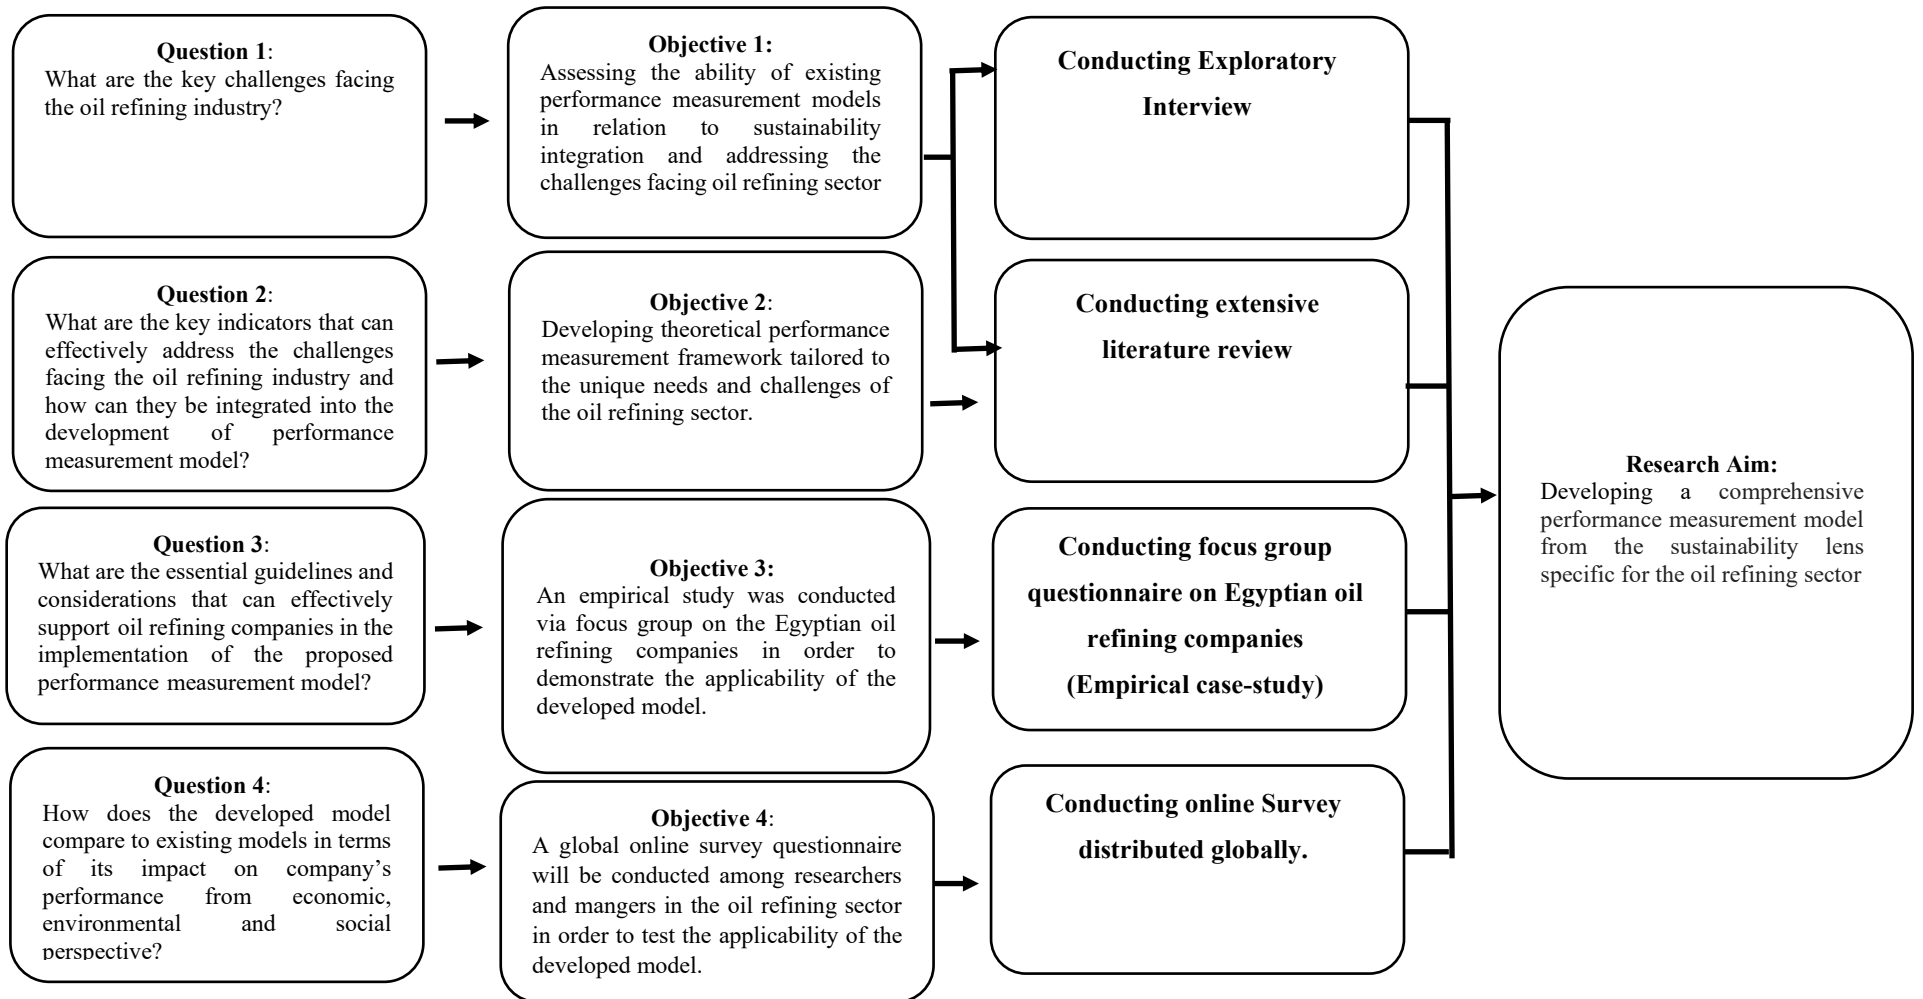 Question 1:
What are the key challenges facing
the oil refining industry?
Objective 1:
Assessing the ability of existing
performance measurement models
in relation to sustainability
integration and addressing the
challenges facing oil refining sector
Conducting Exploratory
Interview
Question 2:
What are the key indicators that can
effectively address the challenges
facing the oil refining industry and
how can they be integrated into the
development of performance
measurement model?
Objective 2:
Developing theoretical performance
measurement framework tailored to
the unique needs and challenges of
the oil refining sector.
Conducting extensive
literature review
Question 3:
What are the essential guidelines and
considerations that can effectively
support oil refining companies in the
implementation of the proposed
performance measurement model?
Objective 3:
An empirical study was conducted
via focus group on the Egyptian oil
refining companies in order to
demonstrate the applicability of the
developed model.
Conducting focus group
questionnaire on Egyptian oil
refining companies
(Empirical case-study)
Question 4:
How does the developed model
compare to existing models in terms
of its impact on company’s
performance from economic,
environmental and social
perspective?
Objective 4:
A global online survey questionnaire
will be conducted among researchers
and mangers in the oil refining sector
in order to test the applicability of the
developed model.
Conducting online Survey
distributed globally.
Research Aim:
Developing a comprehensive
performance measurement model
from the sustainability lens
specific for the oil refining sector